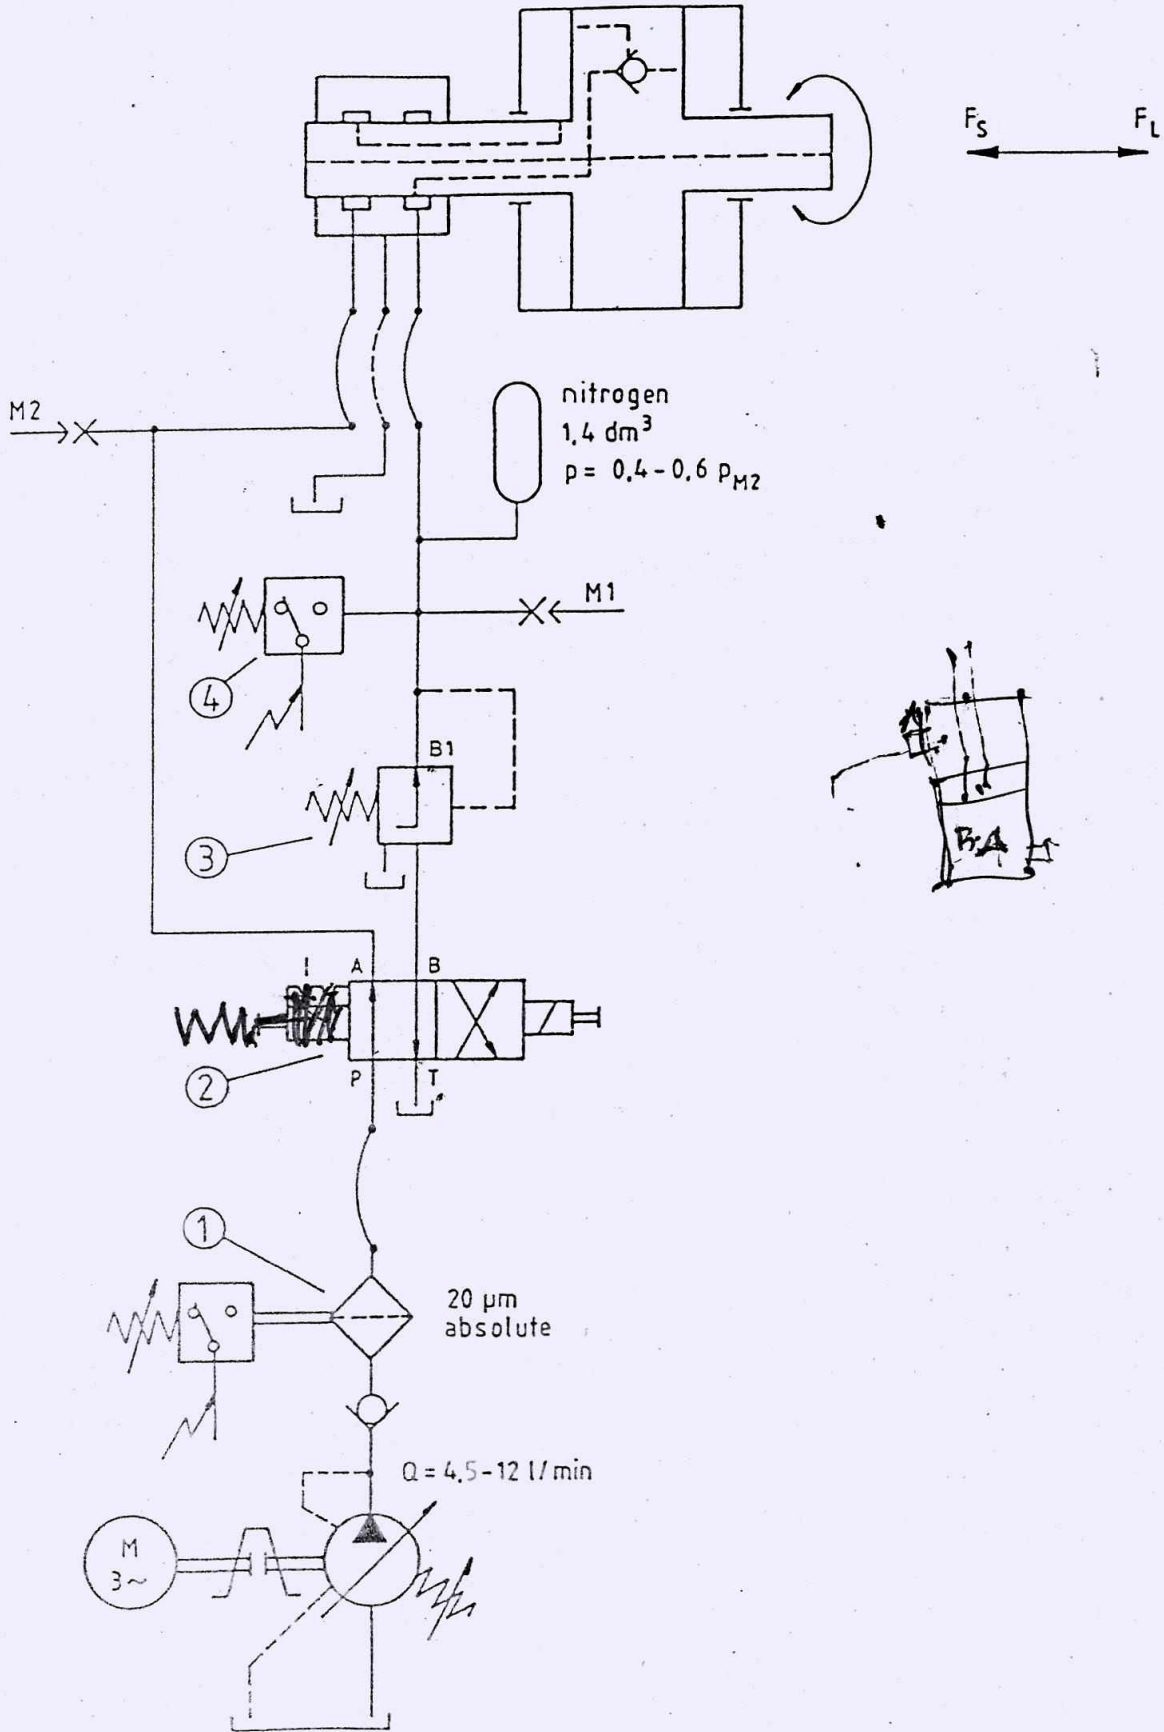 F_S F_L
nitrogen
1,4 dm³
p= 0,4-0,6 p_M2
M2
M1
4
B1
3
A B
2
P T
1
20 µm
absolute
Q = 4,5-12 l/min
M
3~